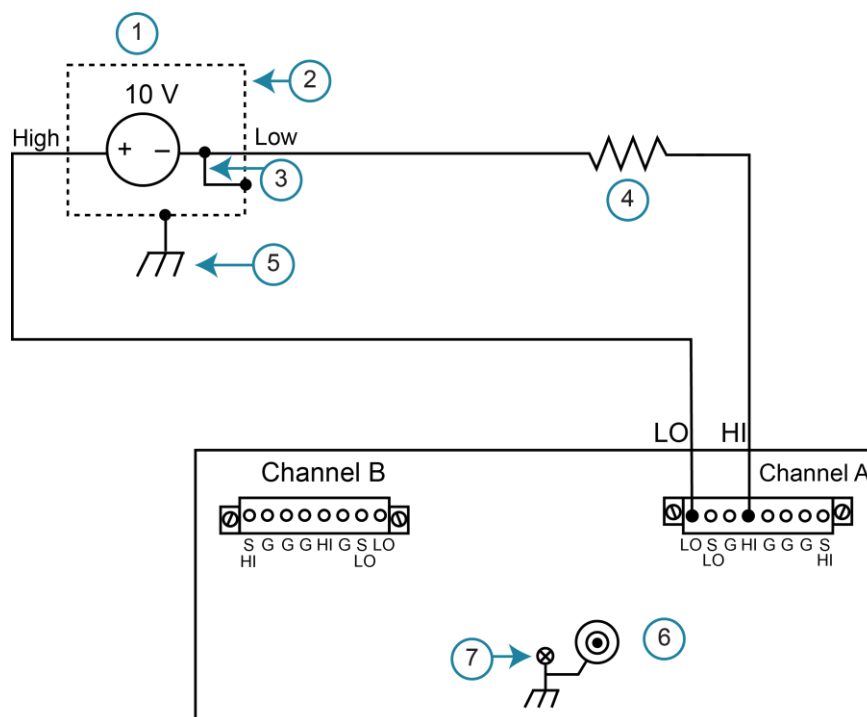 1
2
10 V
High
+ –
Low
3
4
5
LO HI
Channel B
Channel A
S G G G HI G S LO
HI LO
LO S G HI G G G S
LO HI
6
7